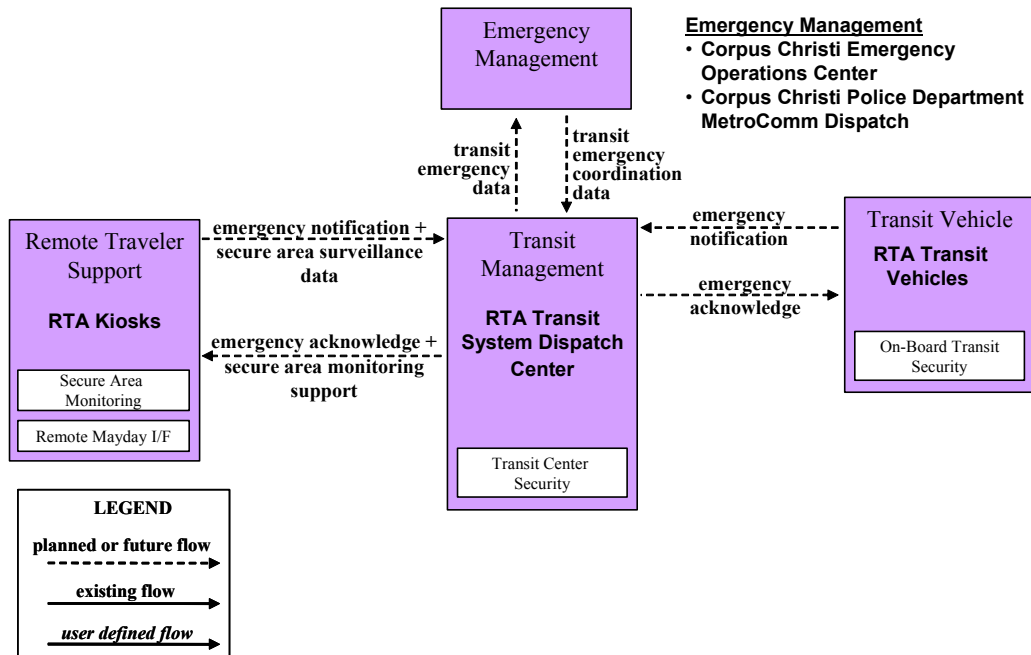 Emergency
Management
Emergency Management
• Corpus Christi Emergency
Operations Center
• Corpus Christi Police Department
MetroComm Dispatch
transit
emergency
data
transit
emergency
coordination
data
Remote Traveler
Support
RTA Kiosks
Secure Area
Monitoring
Remote Mayday I/F
emergency notification +
secure area surveillance
data
emergency acknowledge +
secure area monitoring
support
Transit
Management
RTA Transit
System Dispatch
Center
Transit Center
Security
emergency
notification
emergency
acknowledge
Transit Vehicle
RTA Transit
Vehicles
On-Board Transit
Security
LEGEND
planned or future flow
existing flow
user defined flow